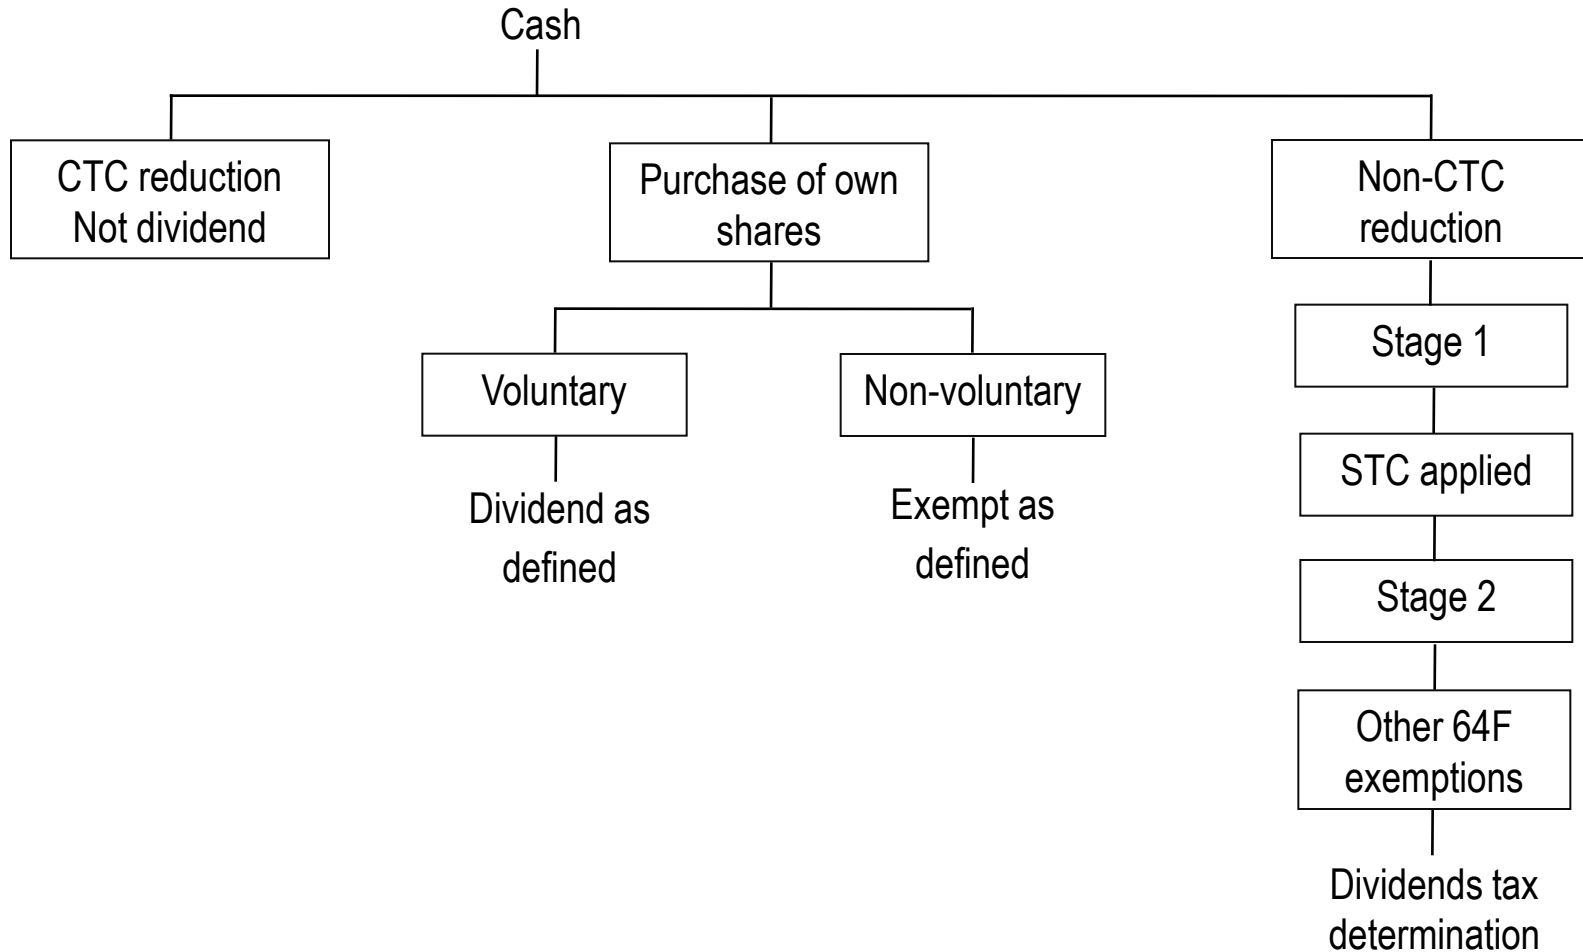 Cash
CTC reduction
Not dividend
Purchase of own
shares
Non-CTC
reduction
Voluntary
Non-voluntary
Dividend as
defined
Exempt as
defined
Stage 1
STC applied
Stage 2
Other 64F
exemptions
Dividends tax
determination